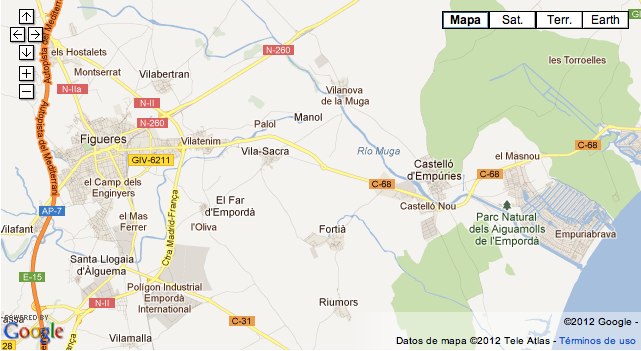 Mapa
Sat.
Terr.
Earth
els Hostalets
N-260
les Torroelles
Montserrat
Vilabertran
Autopista del Mediterrani
N-IIa
Vilanova
de la Muga
N-II
N-260
Palol
Manol
Figueres
Vilatenim
Autopista del Mediterrani
GIV-6211
Vila-Sacra
Río Muga
C-68
el Masnou
Castelló
d'Empúries
C-68
C-68
el Camp dels
Enginyers
Castelló Nou
AP-7
el Mas
Ferrer
El Far
d'Empordà
l'Oliva
Ctra Madrid-França
Parc Natural
dels Aiguamolls
de l'Empordà
Empuriabrava
Vilafant
Fortià
Santa Llogaia
d'Àlguema
E-15
Polígon Industrial
Empordà
International
N-II
Riumors
C-31
POWERED BY
Google
Vilamalla
28
©2012 Google -
Datos de mapa ©2012 Tele Atlas - Términos de uso